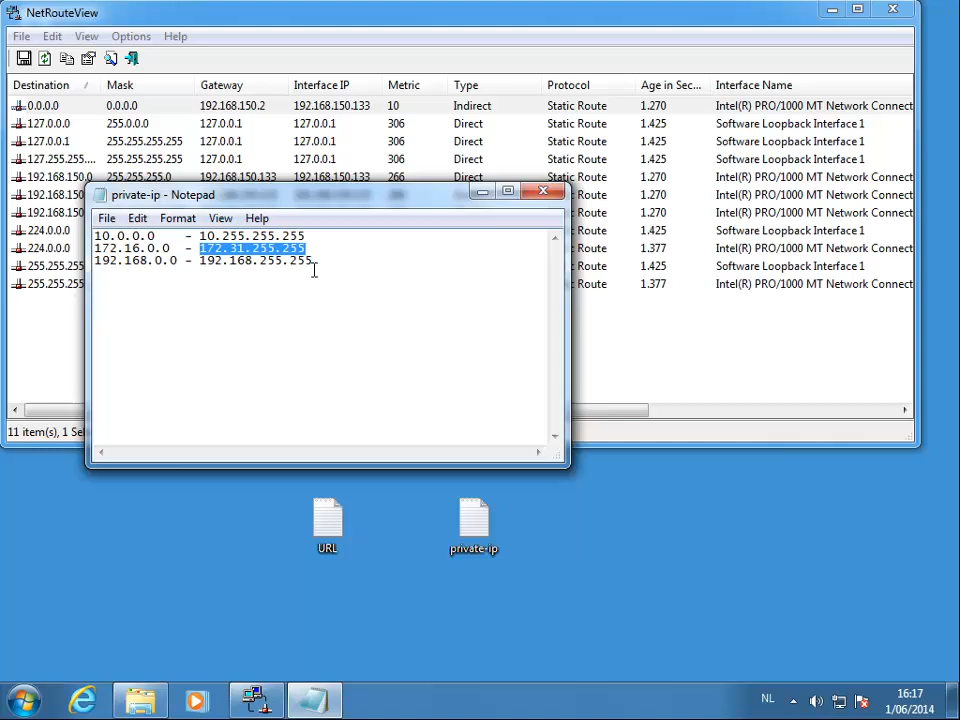 NetRouteView
File Edit View Options Help
Destination / Mask Gateway Interface IP Metric Type Protocol Age in Sec... Interface Name
0.0.0.0 0.0.0.0 192.168.150.2 192.168.150.133 10 Indirect Static Route 1.270 Intel(R) PRO/1000 MT Network Connect
127.0.0.0 255.0.0.0 127.0.0.1 127.0.0.1 306 Direct Static Route 1.425 Software Loopback Interface 1
127.0.0.1 255.255.255.255 127.0.0.1 127.0.0.1 306 Direct Static Route 1.425 Software Loopback Interface 1
127.255.255.... 255.255.255.255 127.0.0.1 127.0.0.1 306 Direct Static Route 1.425 Software Loopback Interface 1
192.168.150.0 255.255.255.0 192.168.150.133 192.168.150.133 266 Direct Static Route 1.270 Intel(R) PRO/1000 MT Network Connect
192.168.150 Static Route 1.270 Intel(R) PRO/1000 MT Network Connect
192.168.150 c Route 1.270 Intel(R) PRO/1000 MT Network Connect
224.0.0.0 c Route 1.425 Software Loopback Interface 1
224.0.0.0 c Route 1.377 Intel(R) PRO/1000 MT Network Connect
255.255.255 c Route 1.425 Software Loopback Interface 1
255.255.255 c Route 1.377 Intel(R) PRO/1000 MT Network Connect
11 item(s), 1 Sel
private-ip - Notepad
File Edit Format View Help
10.0.0.0 - 10.255.255.255
172.16.0.0 - 172.31.255.255
192.168.0.0 - 192.168.255.255
URL
private-ip
NL
16:17
1/06/2014